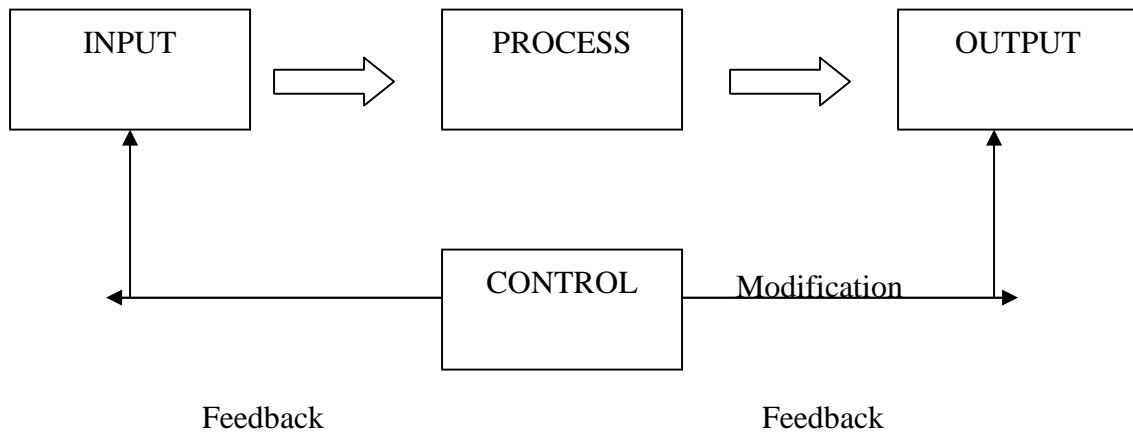 INPUT
PROCESS
OUTPUT
CONTROL
Modification
Feedback
Feedback